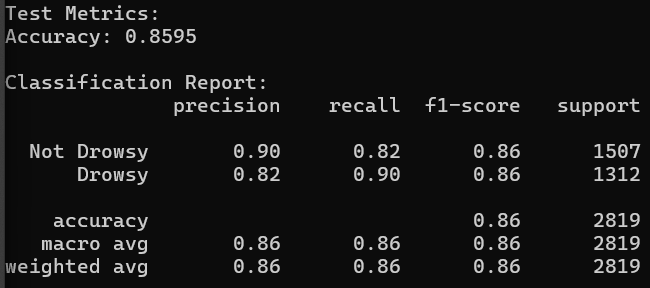 Test Metrics:
Accuracy: 0.8595
Classification Report:
precision recall f1-score support
Not Drowsy 0.90 0.82 0.86 1507
Drowsy 0.82 0.90 0.86 1312
accuracy 0.86 2819
macro avg 0.86 0.86 0.86 2819
weighted avg 0.86 0.86 0.86 2819